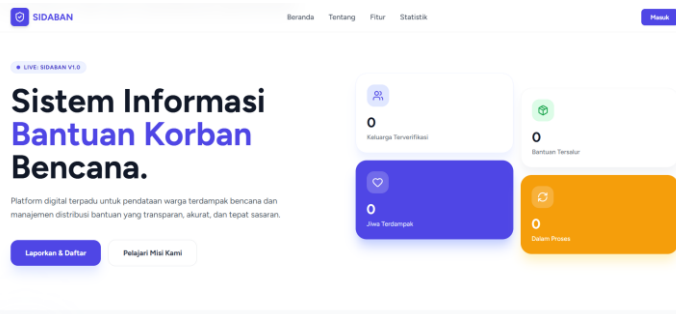 SIDABAN
Beranda Tentang Fitur Statistik
Masuk
LIVE: SIDABAN V1.0
Sistem Informasi
Bantuan Korban
Bencana.
Platform digital terpadu untuk pendataan warga terdampak bencana dan
manajemen distribusi bantuan yang transparan, akurat, dan tepat sasaran.
Laporkan & Daftar
Pelajari Misi Kami
0
Keluarga Terverifikasi
0
Bantuan Tersalur
0
Jiwa Terdampak
0
Dalam Proses